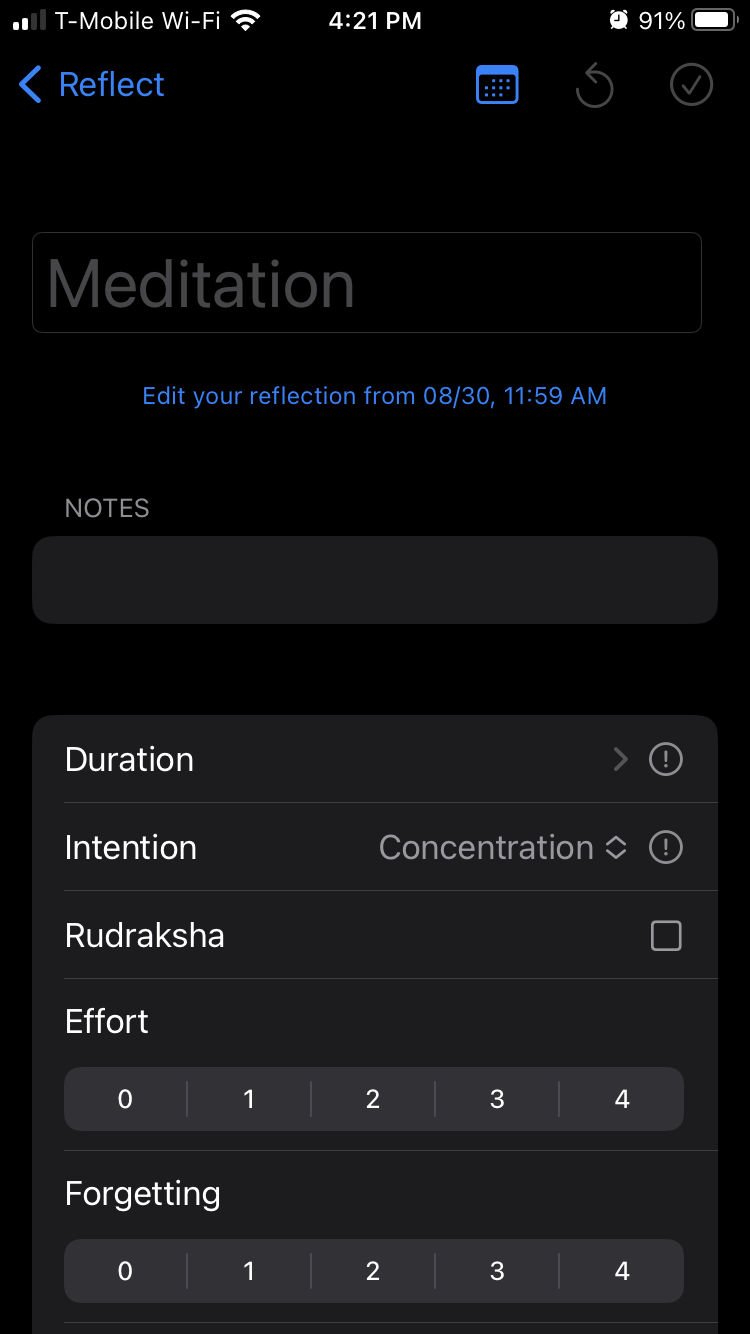 T-Mobile Wi-Fi 4:21 PM 91%
Reflect
Meditation
Edit your reflection from 08/30, 11:59 AM
NOTES
Duration
Intention Concentration
Rudraksha
Effort
0 1 2 3 4
Forgetting
0 1 2 3 4